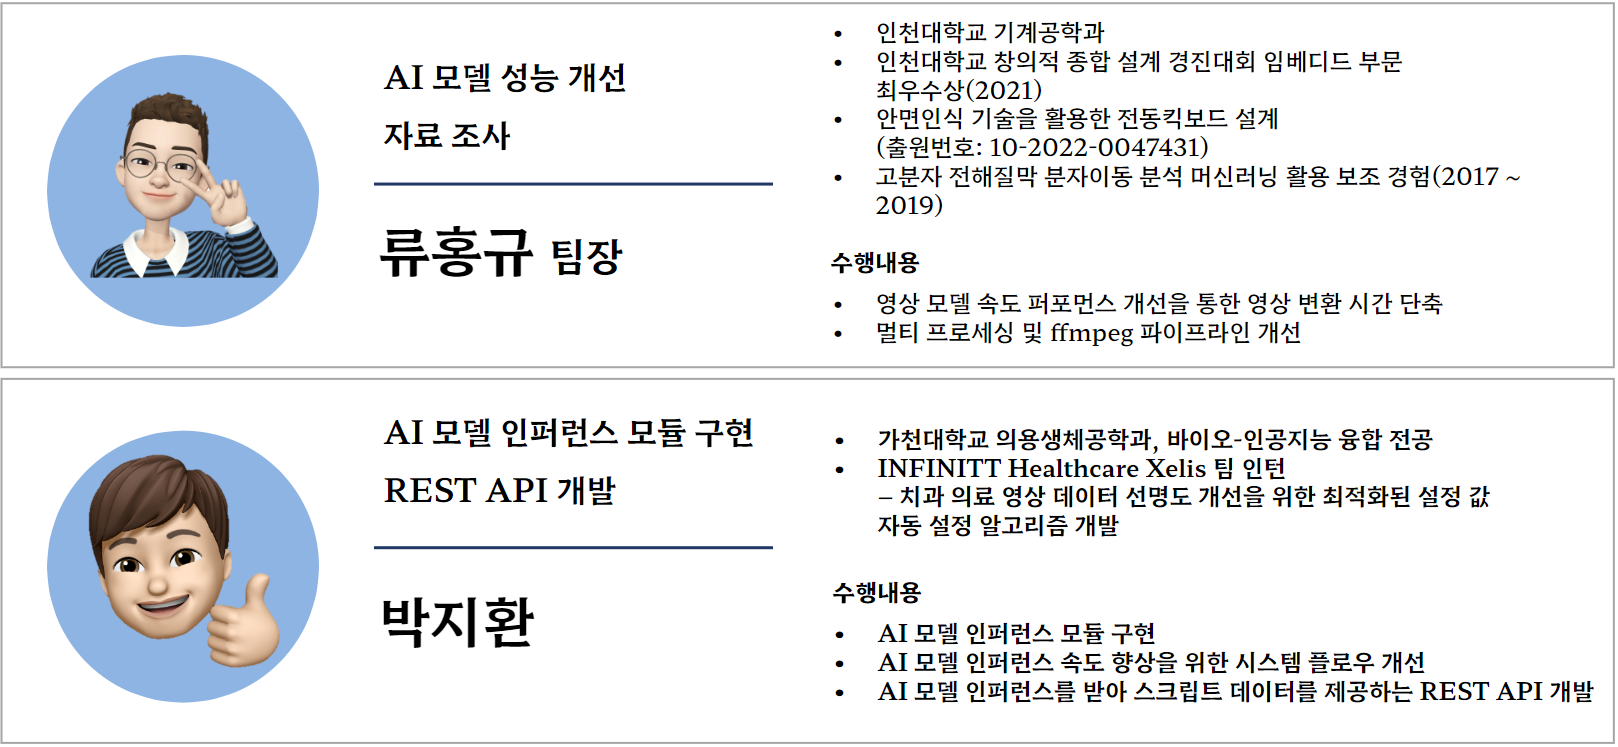 AI 모델 성능 개선
자료 조사
류홍규 팀장
• 인천대학교 기계공학과
• 인천대학교 창의적 종합 설계 경진대회 임베디드 부문
최우수상(2021)
• 안면인식 기술을 활용한 전동킥보드 설계
(출원번호: 10-2022-0047431)
• 고분자 전해질막 분자이동 분석 머신러닝 활용 보조 경험(2017 ~
2019)
수행내용
• 영상 모델 속도 퍼포먼스 개선을 통한 영상 변환 시간 단축
• 멀티 프로세싱 및 ffmpeg 파이프라인 개선
AI 모델 인퍼런스 모듈 구현
REST API 개발
박지환
• 가천대학교 의용생체공학과, 바이오-인공지능 융합 전공
• INFINITT Healthcare Xelis 팀 인턴
– 치과 의료 영상 데이터 선명도 개선을 위한 최적화된 설정 값
자동 설정 알고리즘 개발
수행내용
• AI 모델 인퍼런스 모듈 구현
• AI 모델 인퍼런스 속도 향상을 위한 시스템 플로우 개선
• AI 모델 인퍼런스를 받아 스크립트 데이터를 제공하는 REST API 개발